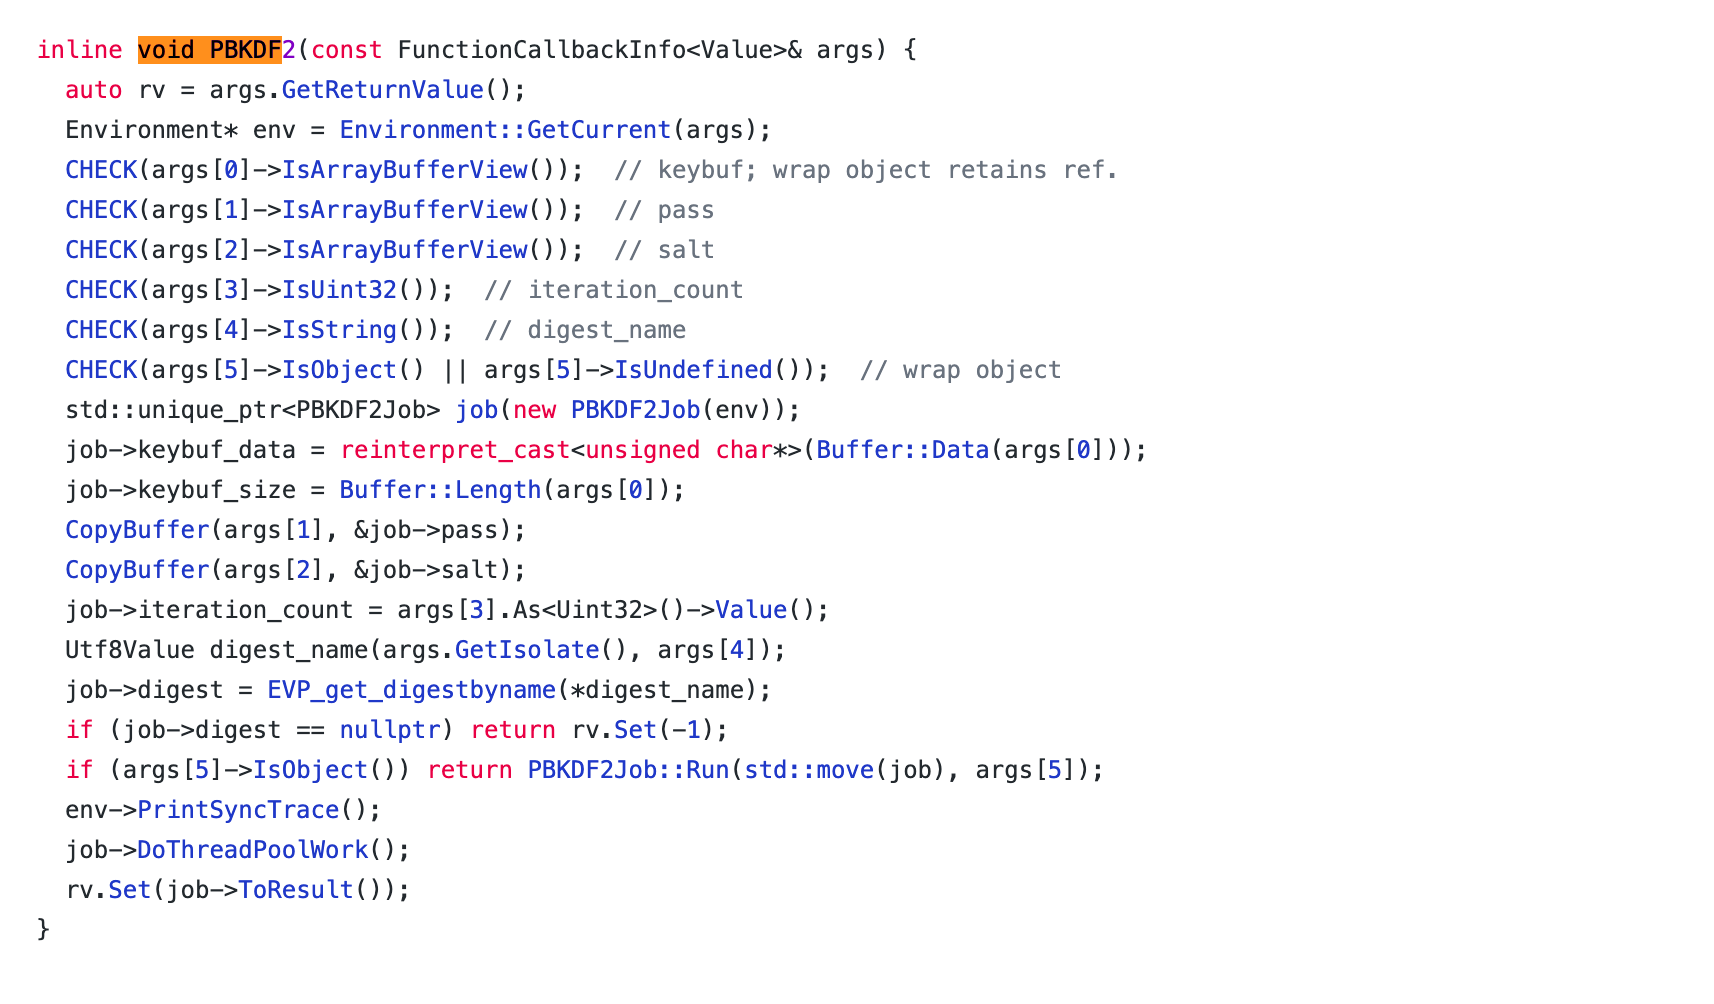 inline void PBKDF2(const FunctionCallbackInfo<Value>& args) {
  auto rv = args.GetReturnValue();
  Environment* env = Environment::GetCurrent(args);
  CHECK(args[0]->IsArrayBufferView());  // keybuf; wrap object retains ref.
  CHECK(args[1]->IsArrayBufferView());  // pass
  CHECK(args[2]->IsArrayBufferView());  // salt
  CHECK(args[3]->IsUint32());  // iteration_count
  CHECK(args[4]->IsString());  // digest_name
  CHECK(args[5]->IsObject() || args[5]->IsUndefined());  // wrap object
  std::unique_ptr<PBKDF2Job> job(new PBKDF2Job(env));
  job->keybuf_data = reinterpret_cast<unsigned char*>(Buffer::Data(args[0]));
  job->keybuf_size = Buffer::Length(args[0]);
  CopyBuffer(args[1], &job->pass);
  CopyBuffer(args[2], &job->salt);
  job->iteration_count = args[3].As<Uint32>()->Value();
  Utf8Value digest_name(args.GetIsolate(), args[4]);
  job->digest = EVP_get_digestbyname(*digest_name);
  if (job->digest == nullptr) return rv.Set(-1);
  if (args[5]->IsObject()) return PBKDF2Job::Run(std::move(job), args[5]);
  env->PrintSyncTrace();
  job->DoThreadPoolWork();
  rv.Set(job->ToResult());
}